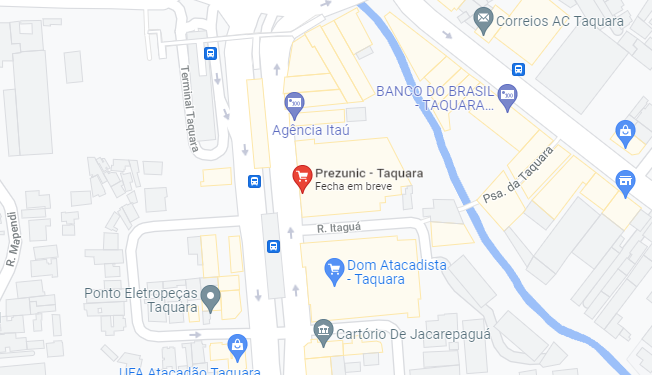 Correios AC Taquara
Terminal Taquara
BANCO DO BRASIL
- TAQUARA...
Agência Itaú
Prezunic - Taquara
Fecha em breve
Psa. da Taquara
R. Mapendi
R. Itaguá
Dom Atacadista
- Taquara
Ponto Eletropeças
Taquara
Cartório De Jacarepaguá
UFA Atacadão Taquara